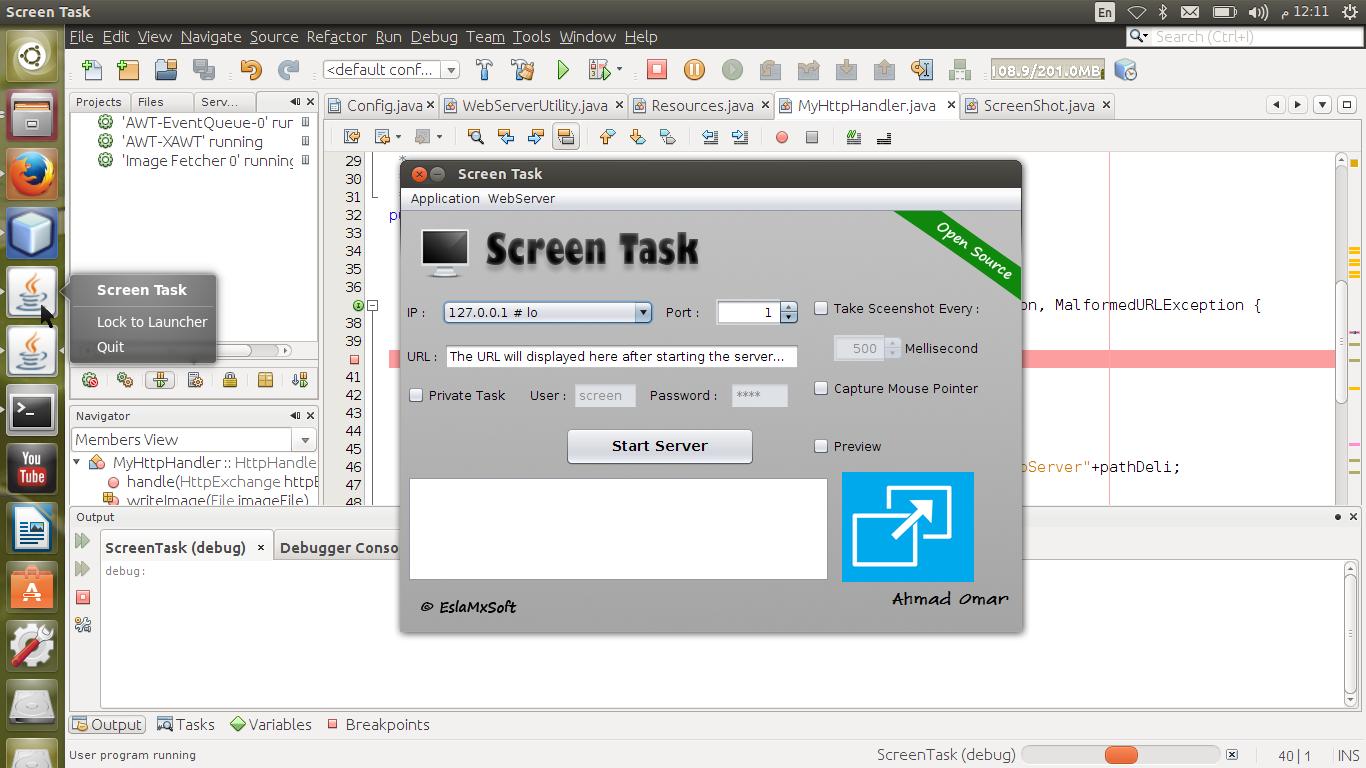 Screen Task
En
م 12:11
File Edit View Navigate Source Refactor Run Debug Team Tools Window Help
Search (Ctrl+I)
<default conf...
108.9/201.0MB
Projects Files Serv...
Config.java WebServerUtility.java Resources.java MyHttpHandler.java ScreenShot.java
'AWT-EventQueue-0' rur
'AWT-XAWT' running
'Image Fetcher 0' running
29
30
31
32
33
34
35
36
38
39
41
42
43
44
45
46
47
48
*
pu
on, MalformedURLException {
oServer"+pathDeli;
Screen Task
Lock to Launcher
Quit
Navigator
Members View
MyHttpHandler :: HttpHandle
handle(HttpExchange httpE
writeImage(File imageFile)
Screen Task
Application WebServer
Screen Task
Open Source
IP : 127.0.0.1 # lo Port : 1 Take Sceenshot Every :
500 Mellisecond
URL : The URL will displayed here after starting the server...
Private Task User : screen Password : **** Capture Mouse Pointer
Start Server Preview
Ahmad Omar
© EslaMxSoft
You
Tube
Output
ScreenTask (debug) Debugger Conso
debug:
Output Tasks Variables Breakpoints
User program running ScreenTask (debug) 40|1 INS